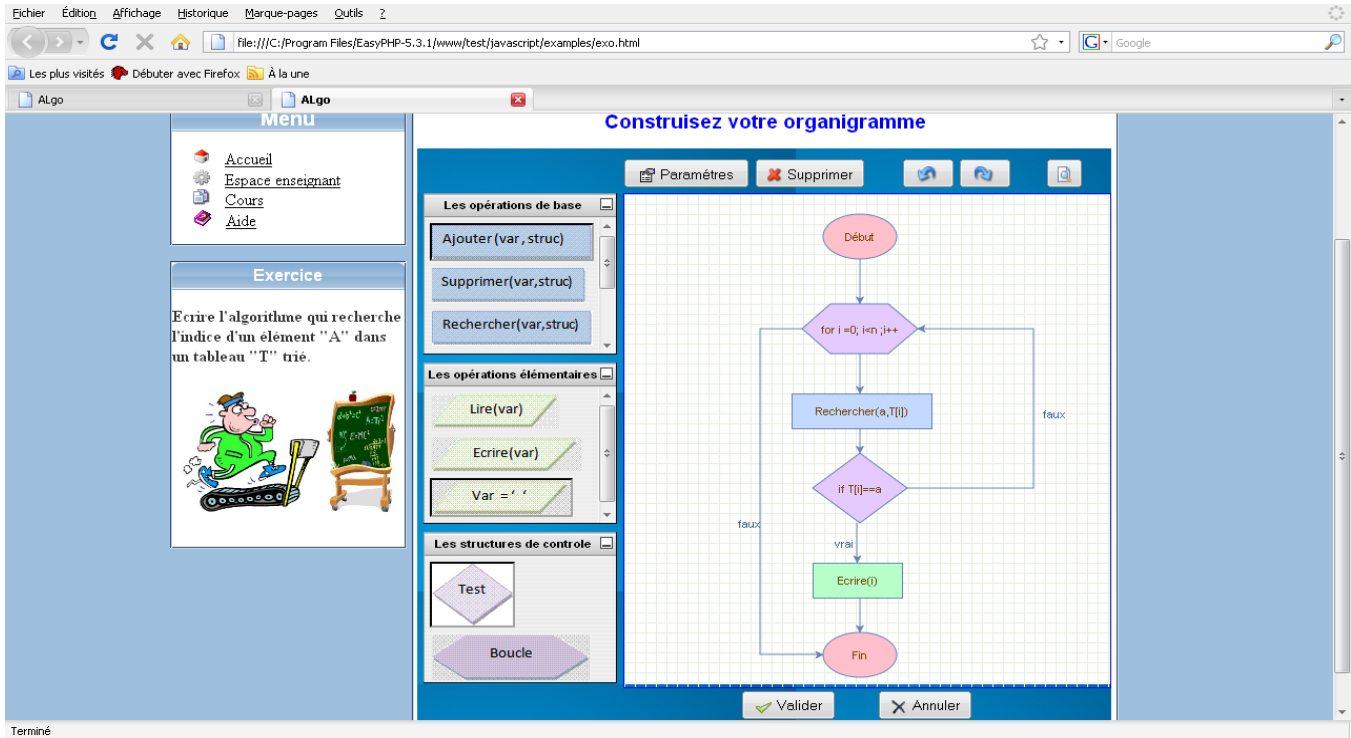 Fichier Édition Affichage Historique Marque-pages Outils ?
file:///C:/Program Files/EasyPHP-5.3.1/www/test/javascript/examples/exo.html
Google
Les plus visités Débuter avec Firefox À la une
ALgo
ALgo
Menu
Accueil
Espace enseignant
Cours
Aide
Exercice
Ecrire l'algorithme qui recherche
l'indice d'un élément "A" dans
un tableau "T" trié.
Construisez votre organigramme
Paramétres Supprimer
Les opérations de base
Ajouter(var,struc)
Supprimer(var,struc)
Rechercher(var,struc)
Les opérations élémentaires
Lire(var)
Ecrire(var)
Var =‘ ‘
Les structures de controle
Test
Boucle
Début
for i =0; i<n ;i++
Rechercher(a,T[i])
faux
if T[i]==a
faux
vrai
Ecrire(i)
Fin
Valider Annuler
Terminé